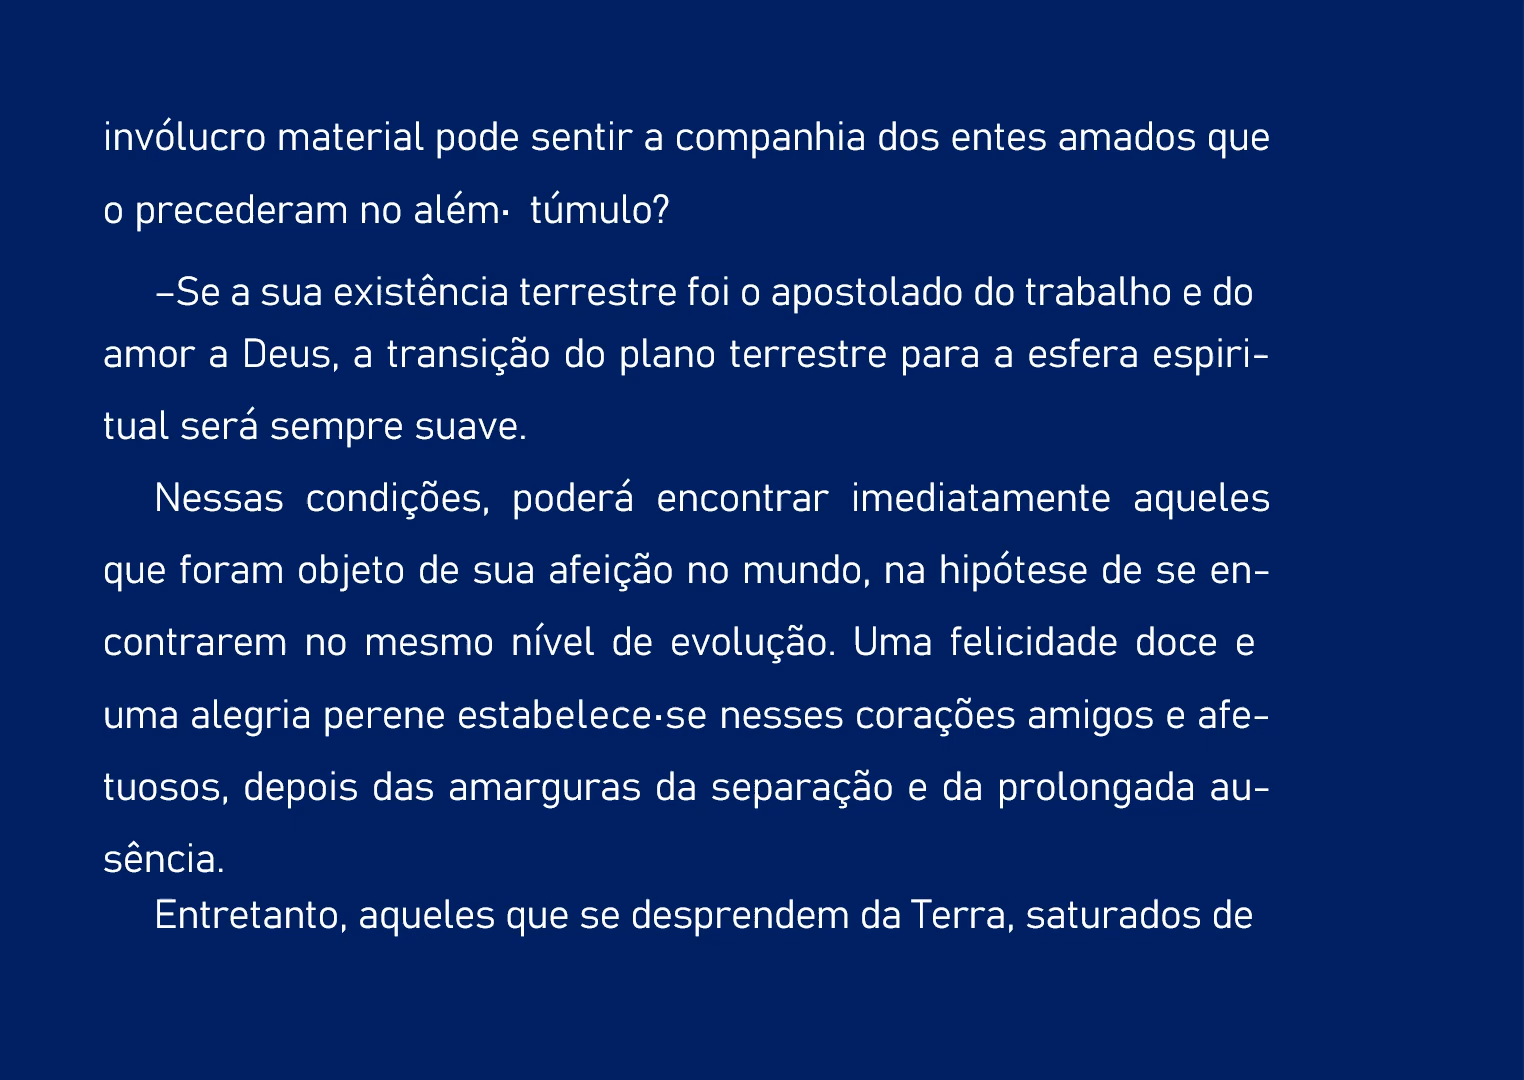 invólucro material pode sentir a companhia dos entes amados que
o precederam no além· túmulo?
–Se a sua existência terrestre foi o apostolado do trabalho e do
amor a Deus, a transição do plano terrestre para a esfera espiri-
tual será sempre suave.
Nessas condições, poderá encontrar imediatamente aqueles
que foram objeto de sua afeição no mundo, na hipótese de se en-
contrarem no mesmo nível de evolução. Uma felicidade doce e
uma alegria perene estabelece·se nesses corações amigos e afe-
tuosos, depois das amarguras da separação e da prolongada au-
sência.
Entretanto, aqueles que se desprendem da Terra, saturados de